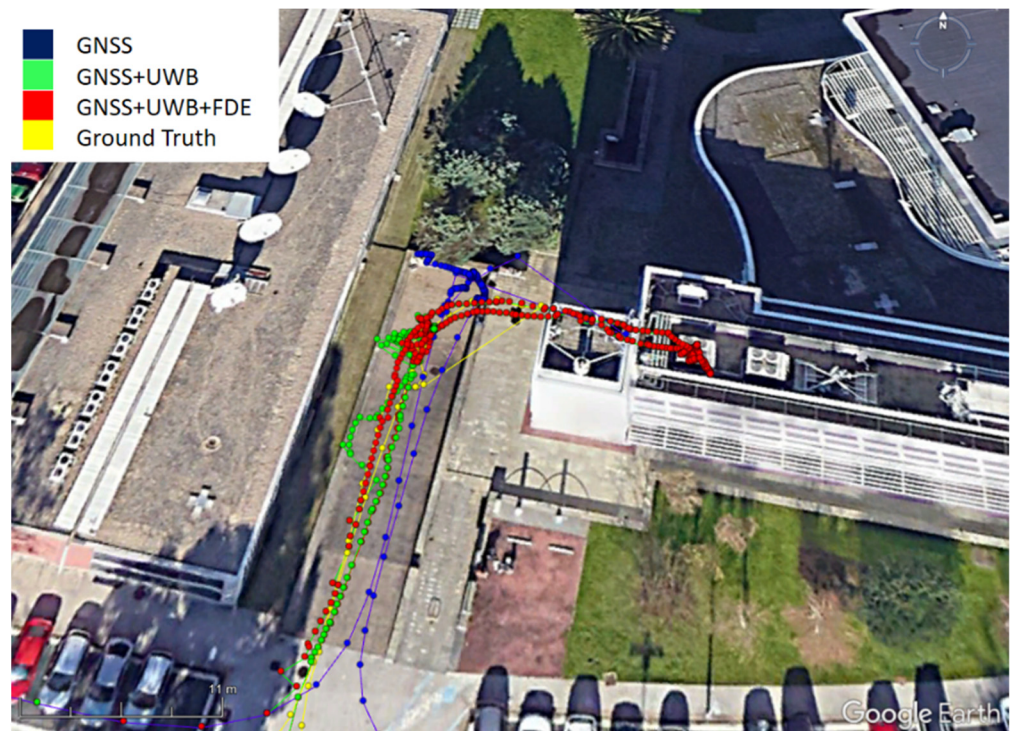 GNSS
GNSS+UWB
GNSS+UWB+FDE
Ground Truth
N
11 m
Google Earth